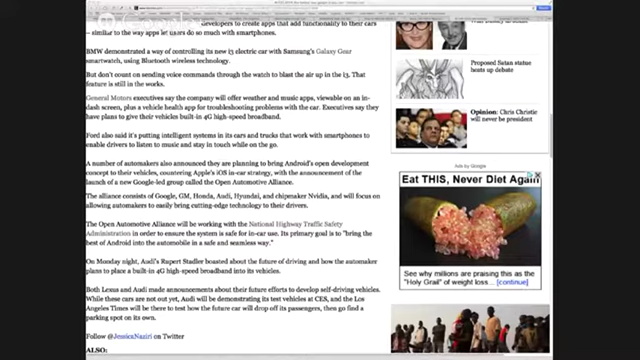 developers to create apps that add functionality to their cars
– similar to the way apps let users do so much with smartphones.
BMW demonstrated a way of controlling its new i3 electric car with Samsung's Galaxy Gear
smartwatch, using Bluetooth wireless technology.
But don't count on sending voice commands through the watch to blast the air up in the i3. That
feature is still in the works.
General Motors executives say the company will offer weather and music apps, viewable on an in-
dash screen, plus a vehicle health app for troubleshooting problems with the car. Executives say they
have plans to give their vehicles built-in 4G high-speed broadband.
Ford also said it's putting intelligent systems in its cars and trucks that work with smartphones to
enable drivers to listen to music and stay in touch while on the go.
A number of automakers also announced they are planning to bring Android's open development
concept to their vehicles, countering Apple's iOS in-car strategy, with the announcement of the
launch of a new Google-led group called the Open Automotive Alliance.
The alliance consists of Google, GM, Honda, Audi, Hyundai, and chipmaker Nvidia, and will focus on
allowing automakers to easily bring cutting-edge technology to their drivers.
The Open Automotive Alliance will be working with the National Highway Traffic Safety
Administration in order to ensure the system is safe for in-car use. Its primary goal is to "bring the
best of Android into the automobile in a safe and seamless way."
On Monday night, Audi's Rupert Stadler boasted about the future of driving and how the automaker
plans to place a built-in 4G high-speed broadband into its vehicles.
Both Lexus and Audi made announcements about their future efforts to develop self-driving vehicles.
While these cars are not out yet, Audi will be demonstrating its test vehicles at CES, and the Los
Angeles Times will be there to test how the future car will drop off its passengers, then go find a
parking spot on its own.
Follow @JessicaNaziri on Twitter
ALSO:
Proposed Satan statue
beats up debate
Opinion: Chris Christie
will never be president
Ads by Google
Eat THIS, Never Diet Again
See why millions are praising this as the
"Holy Grail" of weight loss... [continue]